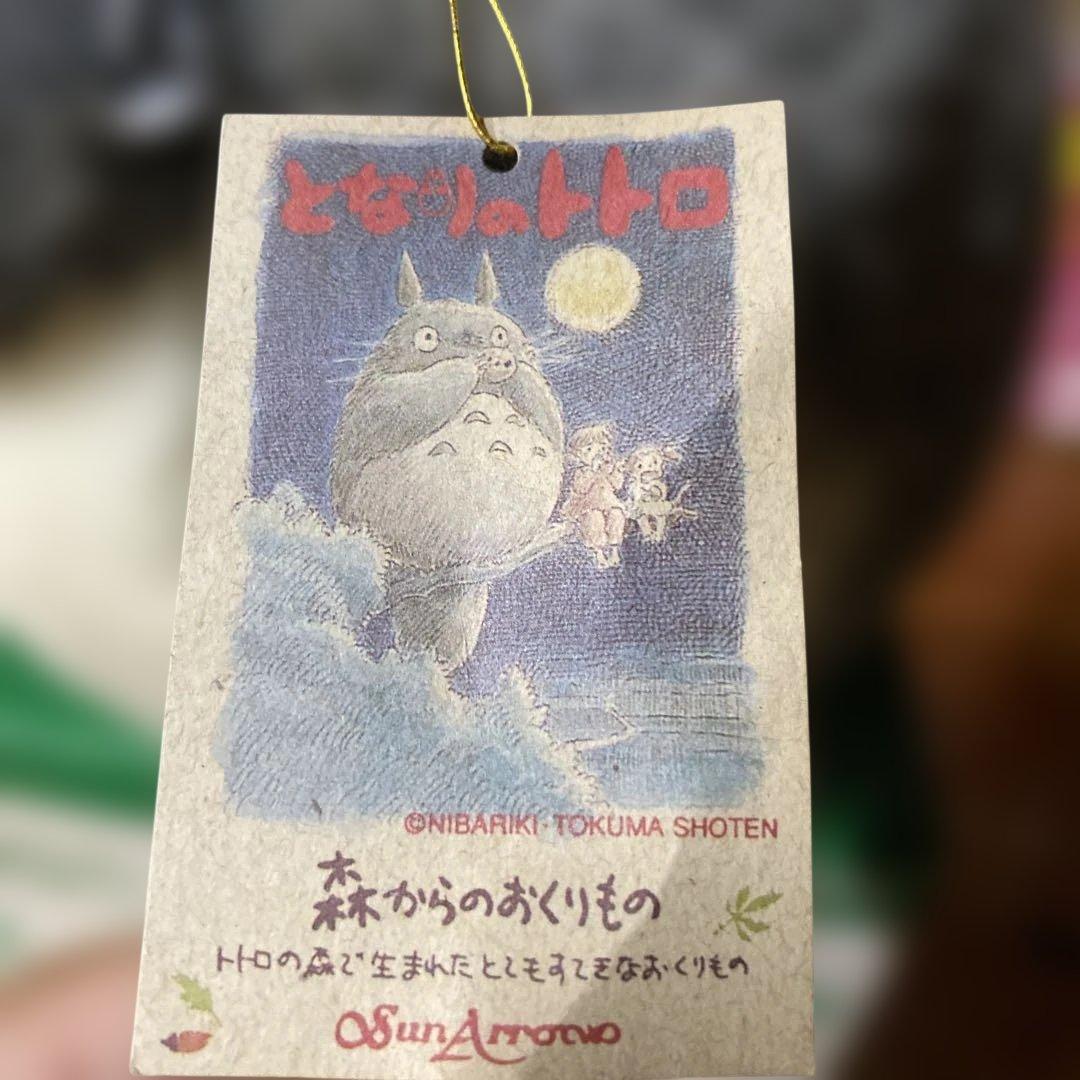 となりのトトロ
©NIBARIKI·TOKUMA SHOTEN
森からのおくりもの
トトロの森で生まれたとてもすてきなおくりもの
Sun Arrow